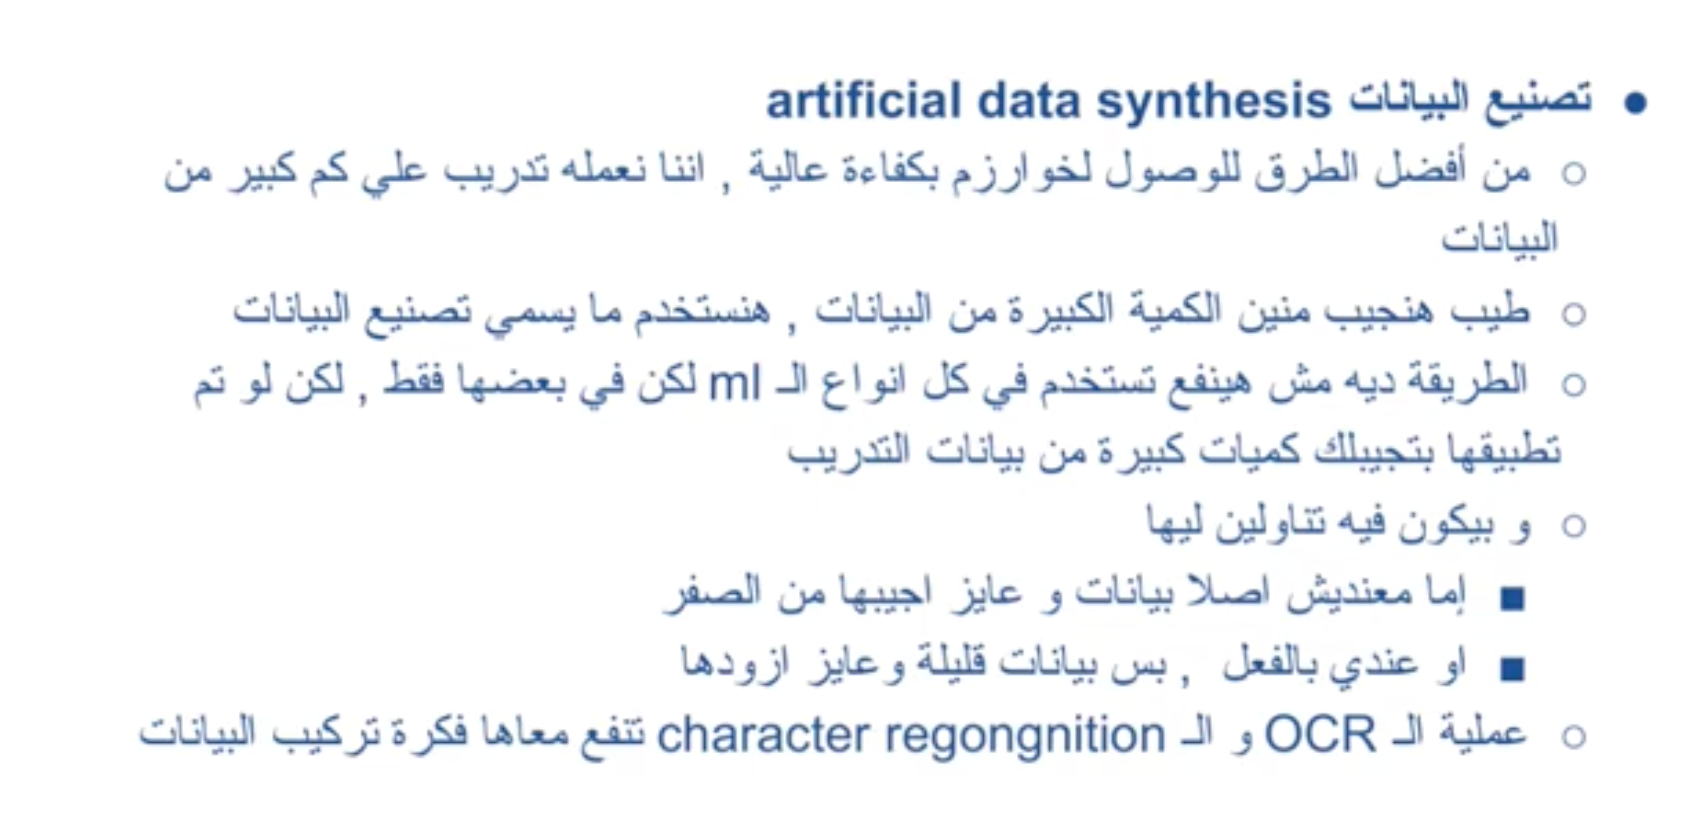 ● تصنيع البيانات artificial data synthesis
○ من أفضل الطرق للوصول لخوارزم بكفاءة عالية , اننا نعمله تدريب علي كم كبير من
البيانات
○ طيب هنجيب منين الكمية الكبيرة من البيانات , هنستخدم ما يسمي تصنيع البيانات
○ الطريقة ديه مش هينفع تستخدم في كل انواع الـ ml لكن في بعضها فقط , لكن لو تم
تطبيقها بتجيبلك كميات كبيرة من بيانات التدريب
○ و بيكون فيه تناولين ليها
■ إما معنديش اصلا بيانات و عايز اجيبها من الصفر
■ او عندي بالفعل , بس بيانات قليلة وعايز ازودها
○ عملية الـ OCR و الـ character regongnition تنفع معاها فكرة تركيب البيانات